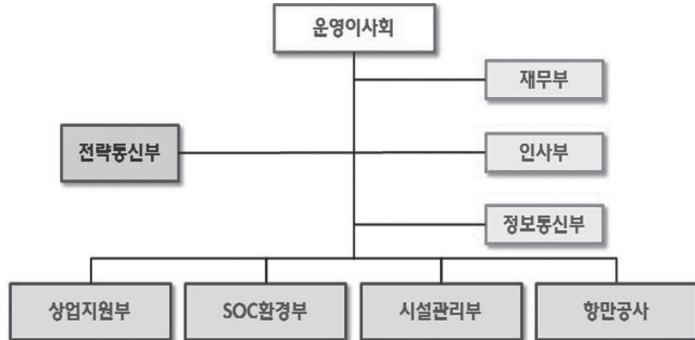 운영이사회
재무부
전략통신부
인사부
정보통신부
상업지원부
SOC환경부
시설관리부
항만공사